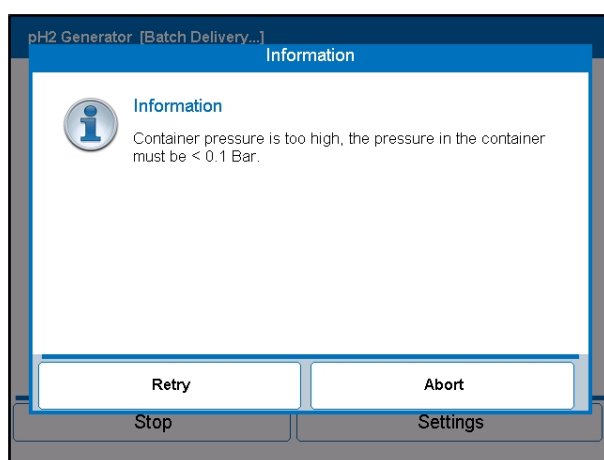 pH2 Generator [Batch Delivery...]
Information
Information
Container pressure is too high, the pressure in the container
must be < 0.1 Bar.
Retry
Abort
Stop
Settings